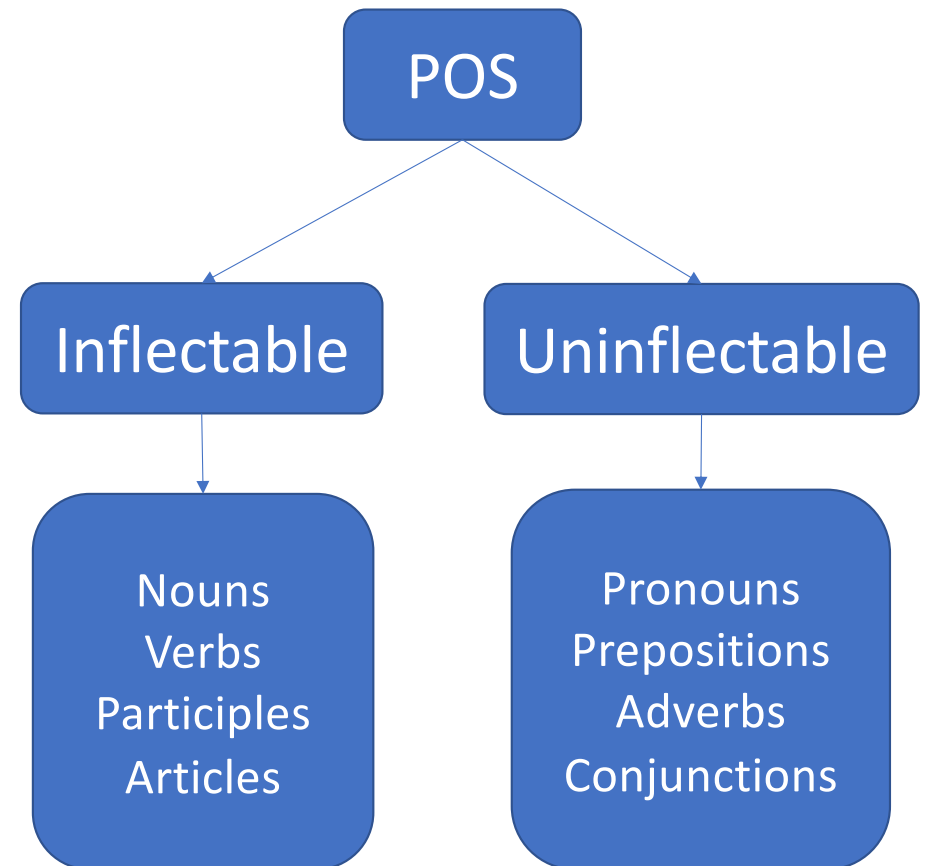 POS
Inflectable
Uninflectable
Nouns
Verbs
Participles
Articles
Pronouns
Prepositions
Adverbs
Conjunctions